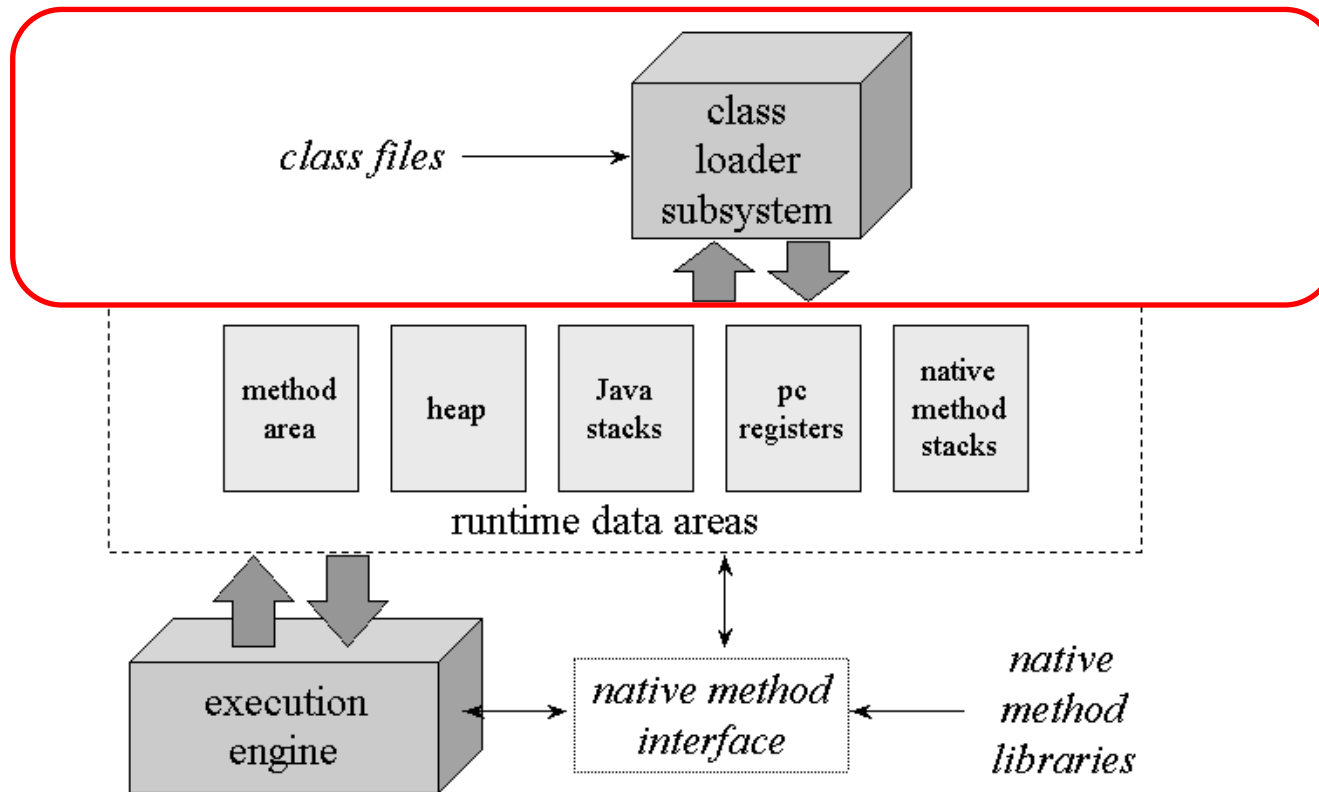 class
loader
subsystem
class files
method
area
heap
Java
stacks
pc
registers
native
method
stacks
runtime data areas
execution
engine
native method
interface
native
method
libraries